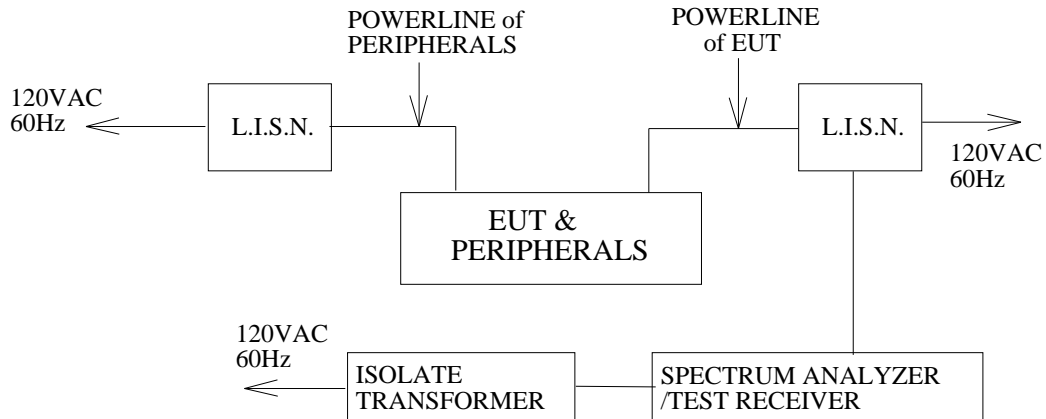 POWERLINE of
PERIPHERALS
POWERLINE
of EUT
120VAC
60Hz
L.I.S.N.
L.I.S.N.
120VAC
60Hz
EUT &
PERIPHERALS
120VAC
60Hz
ISOLATE
TRANSFORMER
SPECTRUM ANALYZER
/TEST RECEIVER